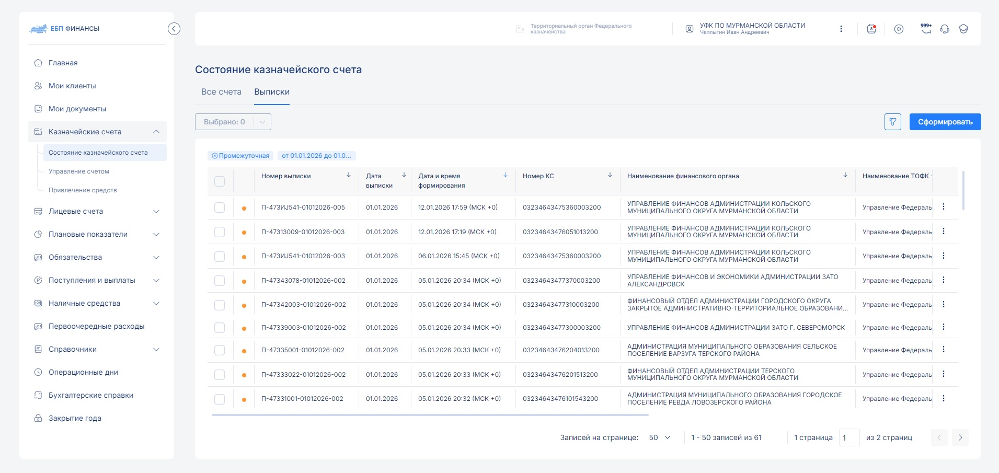 ЕБП ФИНАНСЫ
Территориальный орган Федерального
казначейства
УФК ПО МУРМАНСКОЙ ОБЛАСТИ
Чаплыгин Иван Андреевич
8
999+
Главная
Мои клиенты
Мои документы
Казначейские счета
Состояние казначейского счета
Управление счетом
Привлечение средств
Лицевые счета
Плановые показатели
Обязательства
Поступления и выплаты
Наличные средства
Первоочередные расходы
Справочники
Операционные дни
Бухгалтерские справки
Закрытие года
Состояние казначейского счета
Все счета Выписки
Выбрано: 0
Сформировать
Промежуточная от 01.01.2026 до 01.0...
Номер выписки Дата выписки Дата и время формирования Номер КС Наименование финансового органа Наименование ТОФК
П-473ИJ541-01012026-005 01.01.2026 12.01.2026 17:59 (МСК +0) 03234643475360003200 УПРАВЛЕНИЕ ФИНАНСОВ АДМИНИСТРАЦИИ КОЛЬСКОГО МУНИЦИПАЛЬНОГО ОКРУГА МУРМАНСКОЙ ОБЛАСТИ Управление Федераль
П-47313009-01012026-003 01.01.2026 12.01.2026 17:19 (МСК +0) 03234643476051013200 УПРАВЛЕНИЕ ФИНАНСОВ АДМИНИСТРАЦИИ КОЛЬСКОГО МУНИЦИПАЛЬНОГО ОКРУГА МУРМАНСКОЙ ОБЛАСТИ Управление Федераль
П-473ИJ541-01012026-003 01.01.2026 06.01.2026 15:45 (МСК +0) 03234643475360003200 УПРАВЛЕНИЕ ФИНАНСОВ АДМИНИСТРАЦИИ КОЛЬСКОГО МУНИЦИПАЛЬНОГО ОКРУГА МУРМАНСКОЙ ОБЛАСТИ Управление Федераль
П-47343078-01012026-002 01.01.2026 05.01.2026 20:34 (МСК +0) 03234643477370003200 УПРАВЛЕНИЕ ФИНАНСОВ И ЭКОНОМИКИ АДМИНИСТРАЦИИ ЗАТО АЛЕКСАНДРОВСК Управление Федераль
П-47342003-01012026-002 01.01.2026 05.01.2026 20:34 (МСК +0) 03234643477310003200 ФИНАНСОВЫЙ ОТДЕЛ АДМИНИСТРАЦИИ ГОРОДСКОГО ОКРУГА ЗАКРЫТОЕ АДМИНИСТРАТИВНО-ТЕРРИТОРИАЛЬНОЕ ОБРАЗОВАНИ... Управление Федераль
П-47339003-01012026-002 01.01.2026 05.01.2026 20:34 (МСК +0) 03234643477300003200 УПРАВЛЕНИЕ ФИНАНСОВ АДМИНИСТРАЦИИ ЗАТО Г. СЕВЕРОМОРСК Управление Федераль
П-47335001-01012026-002 01.01.2026 05.01.2026 20:33 (МСК +0) 03234643476204013200 АДМИНИСТРАЦИЯ МУНИЦИПАЛЬНОГО ОБРАЗОВАНИЯ СЕЛЬСКОЕ ПОСЕЛЕНИЕ ВАРЗУГА ТЕРСКОГО РАЙОНА Управление Федераль
П-47333022-01012026-002 01.01.2026 05.01.2026 20:33 (МСК +0) 03234643476201513200 ФИНАНСОВЫЙ ОТДЕЛ АДМИНИСТРАЦИИ ТЕРСКОГО МУНИЦИПАЛЬНОГО ОКРУГА МУРМАНСКОЙ ОБЛАСТИ Управление Федераль
П-47331001-01012026-002 01.01.2026 05.01.2026 20:32 (МСК +0) 03234643476101543200 АДМИНИСТРАЦИЯ МУНИЦИПАЛЬНОГО ОБРАЗОВАНИЯ ГОРОДСКОЕ ПОСЕЛЕНИЕ РЕВДА ЛОВОЗЕРСКОГО РАЙОНА Управление Федераль
Записей на странице: 50 1 - 50 записей из 61 1 страница 1 из 2 страниц